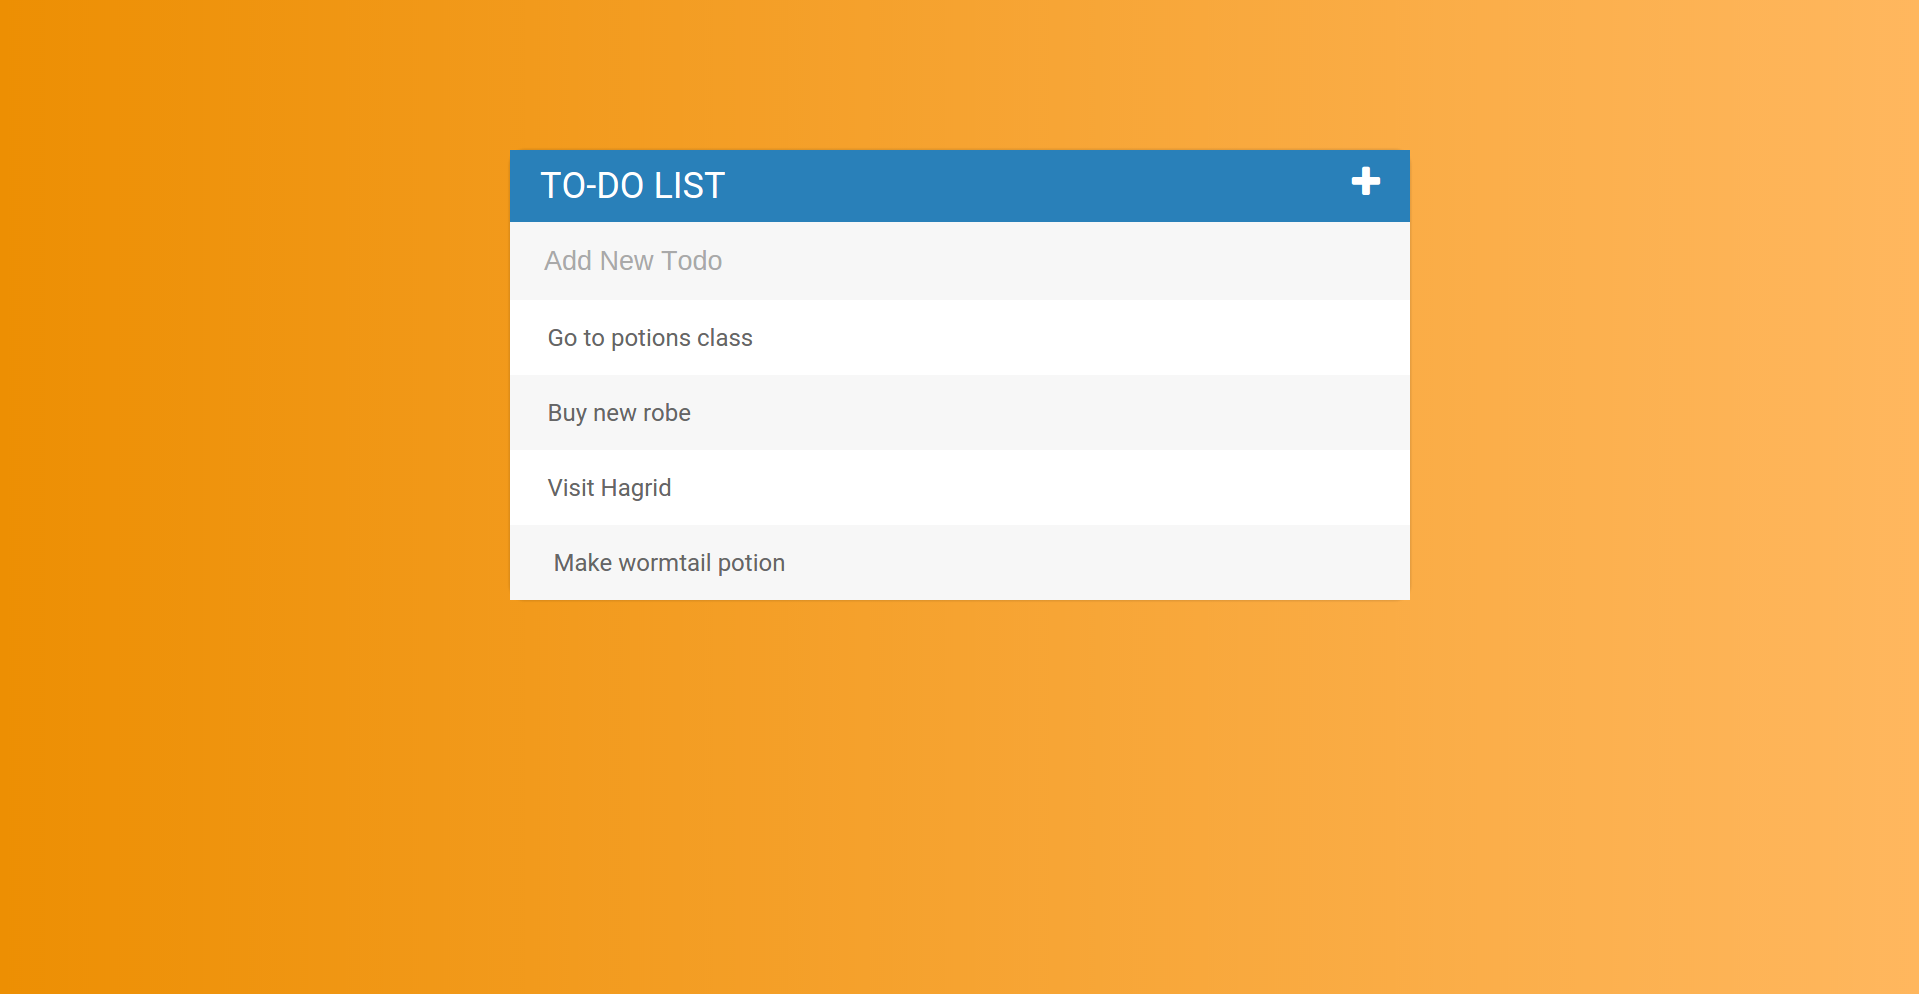 TO-DO LIST
Add New Todo
Go to potions class
Buy new robe
Visit Hagrid
Make wormtail potion